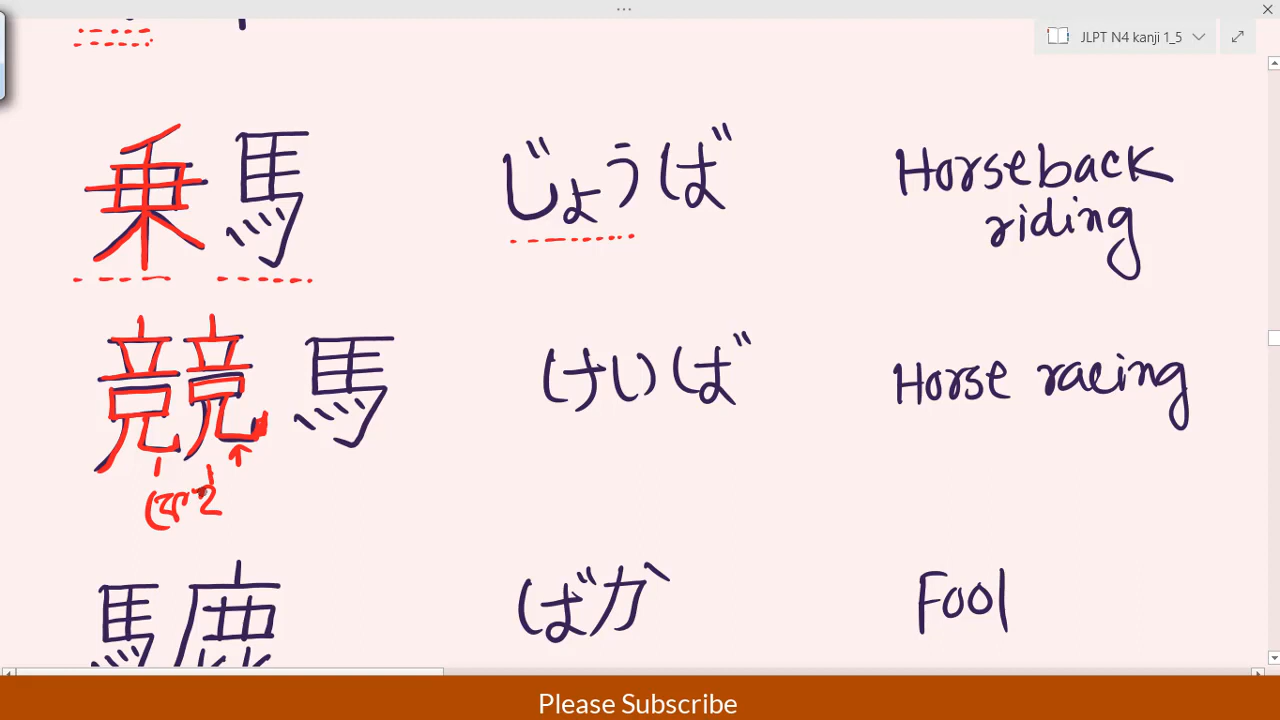 JLPT N4 kanji 1_5
乗馬 じょうば Horseback
riding
競馬 けいば Horse racing
馬鹿 ばか Fool
Please Subscribe